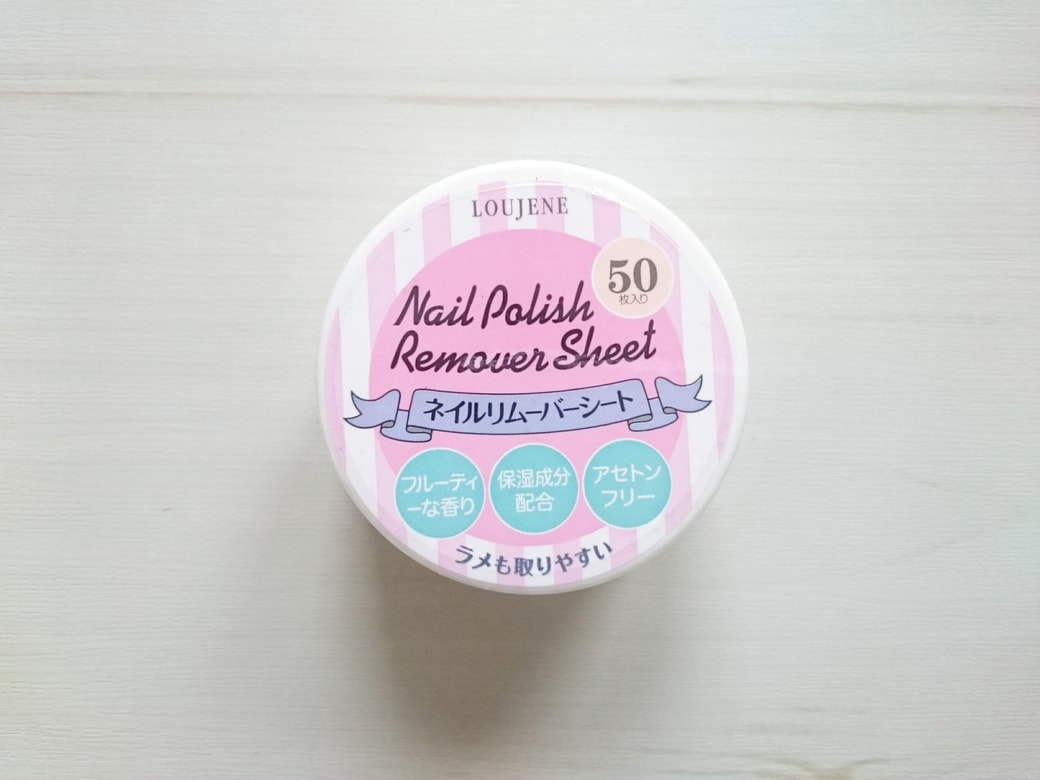 LOUJENE
50
枚入り
Nail Polish
Remover Sheet
ネイルリムーバーシート
フルーティ
ーな香り
保湿成分
配合
アセトン
フリー
ラメも取りやすい